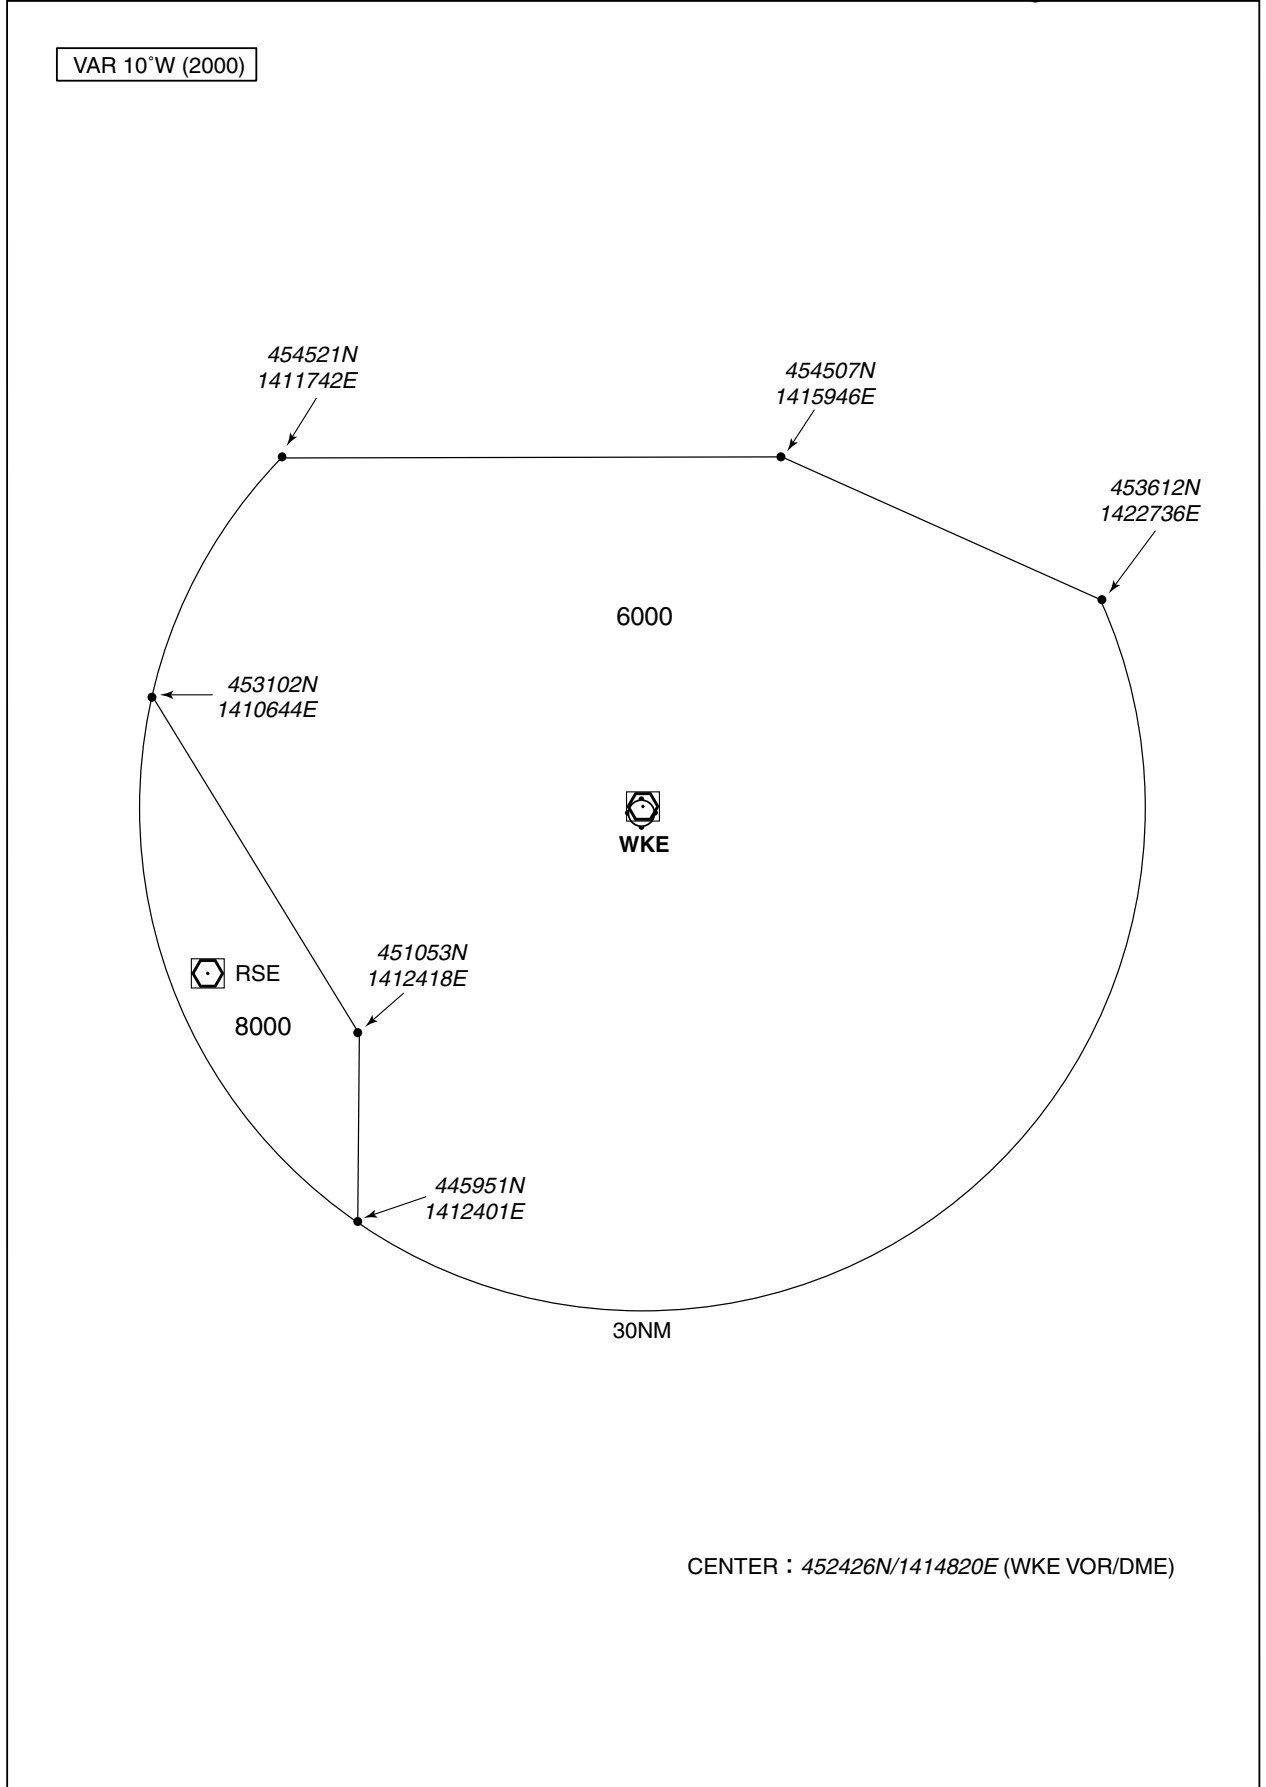 VAR 10˚W (2000)
454521N
1411742E
454507N
1415946E
453612N
1422736E
6000
453102N
1410644E
WKE
451053N
1412418E
RSE
8000
445951N
1412401E
30NM
CENTER : 452426N/1414820E (WKE VOR/DME)